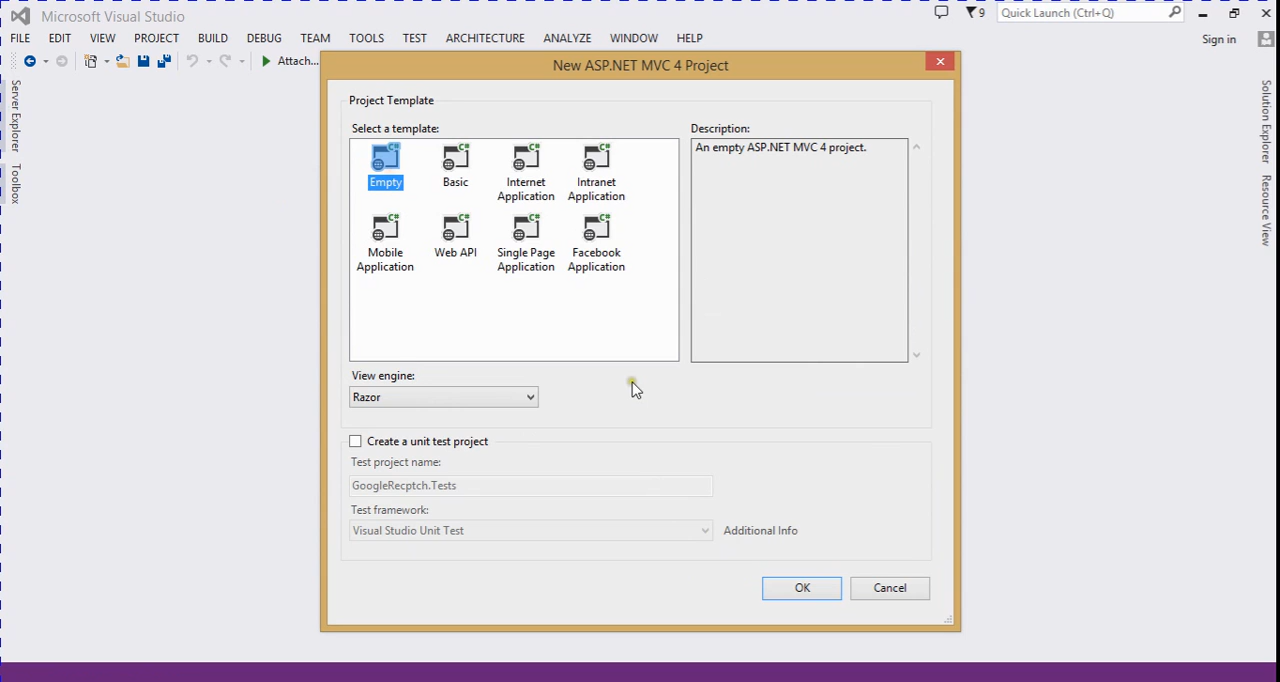 Microsoft Visual Studio
9
Quick Launch (Ctrl+Q)
FILE EDIT VIEW PROJECT BUILD DEBUG TEAM TOOLS TEST ARCHITECTURE ANALYZE WINDOW HELP
Sign in
Attach...
Server Explorer
Toolbox
Solution Explorer
Resource View
New ASP.NET MVC 4 Project
Project Template
Select a template:
Description:
C# C# C# C#
Empty Basic Internet Application Intranet Application
C# C# C# C#
Mobile Application Web API Single Page Application Facebook Application
An empty ASP.NET MVC 4 project.
View engine:
Razor
Create a unit test project
Test project name:
GoogleRecptch.Tests
Test framework:
Visual Studio Unit Test
Additional Info
OK Cancel